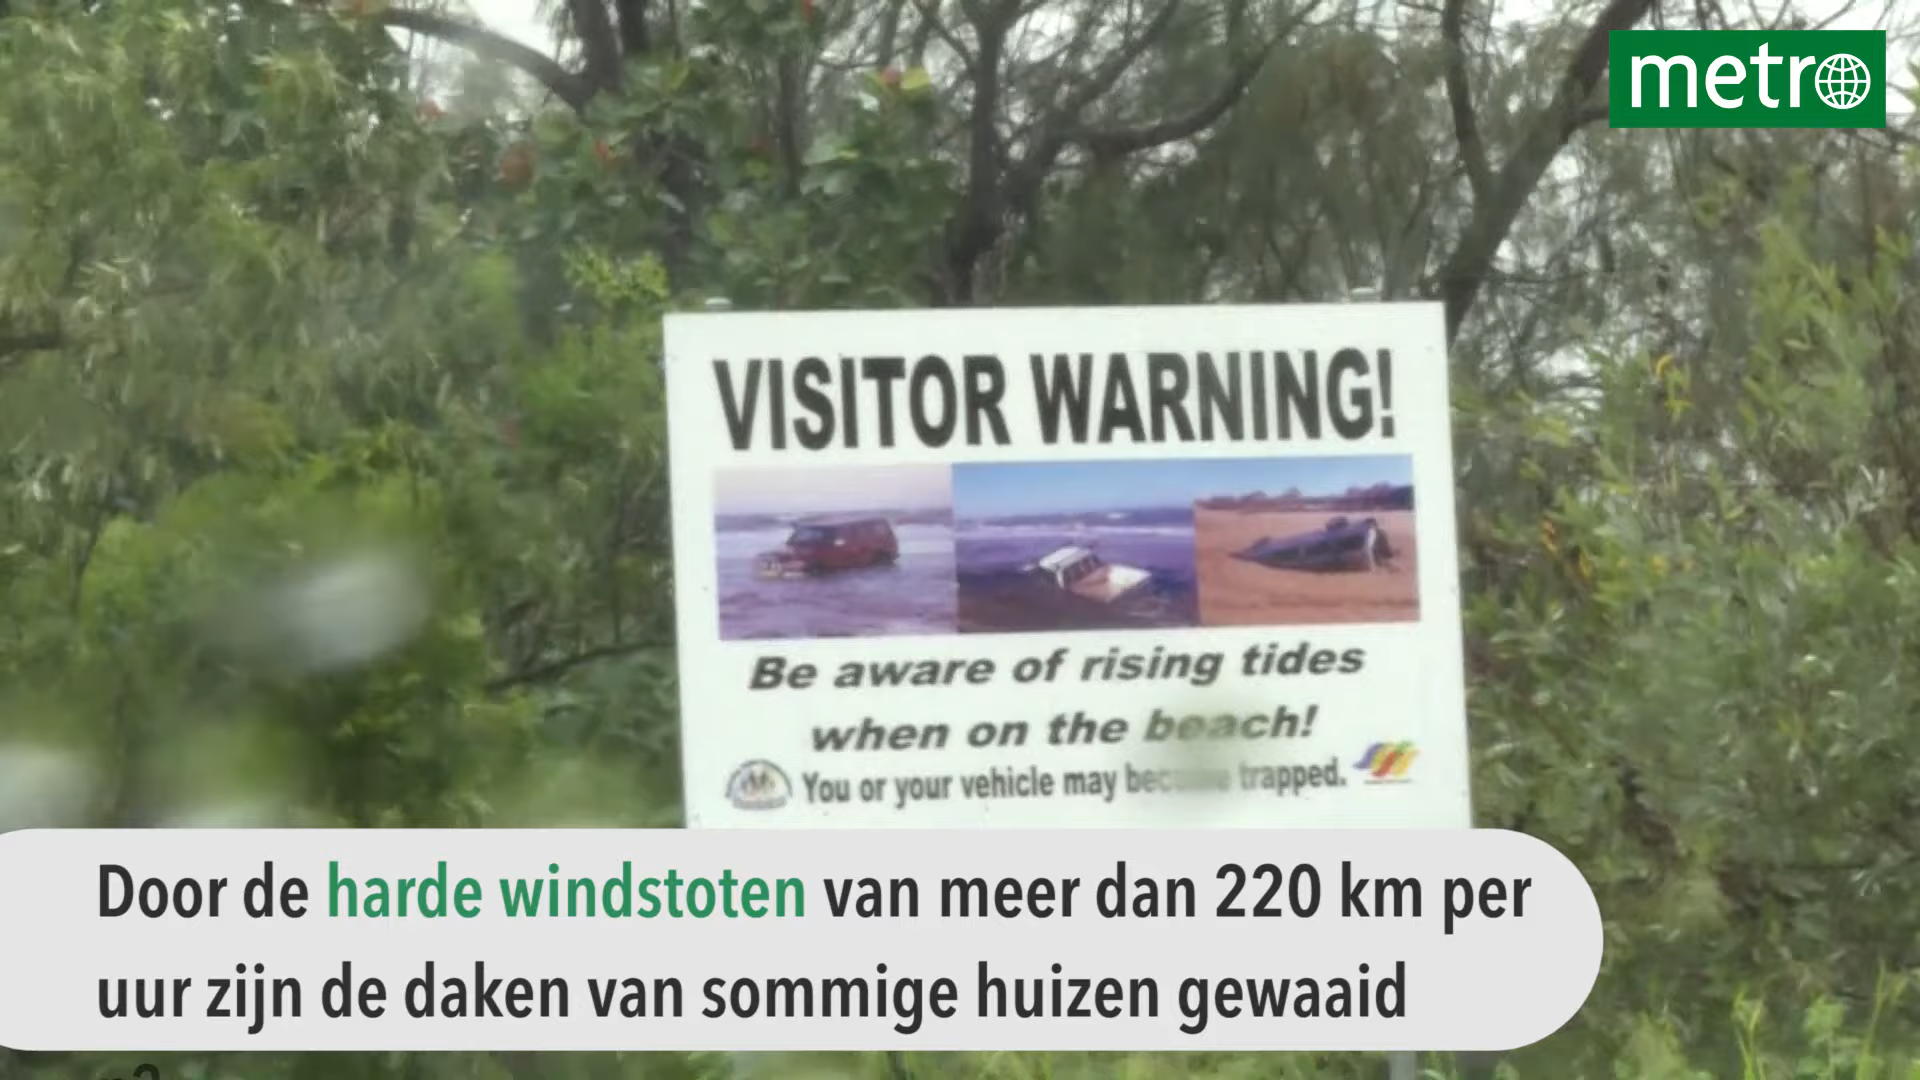 metro
VISITOR WARNING!
Be aware of rising tides
when on the beach!
You or your vehicle may become trapped.
Door de harde windstoten van meer dan 220 km per
uur zijn de daken van sommige huizen gewaaid